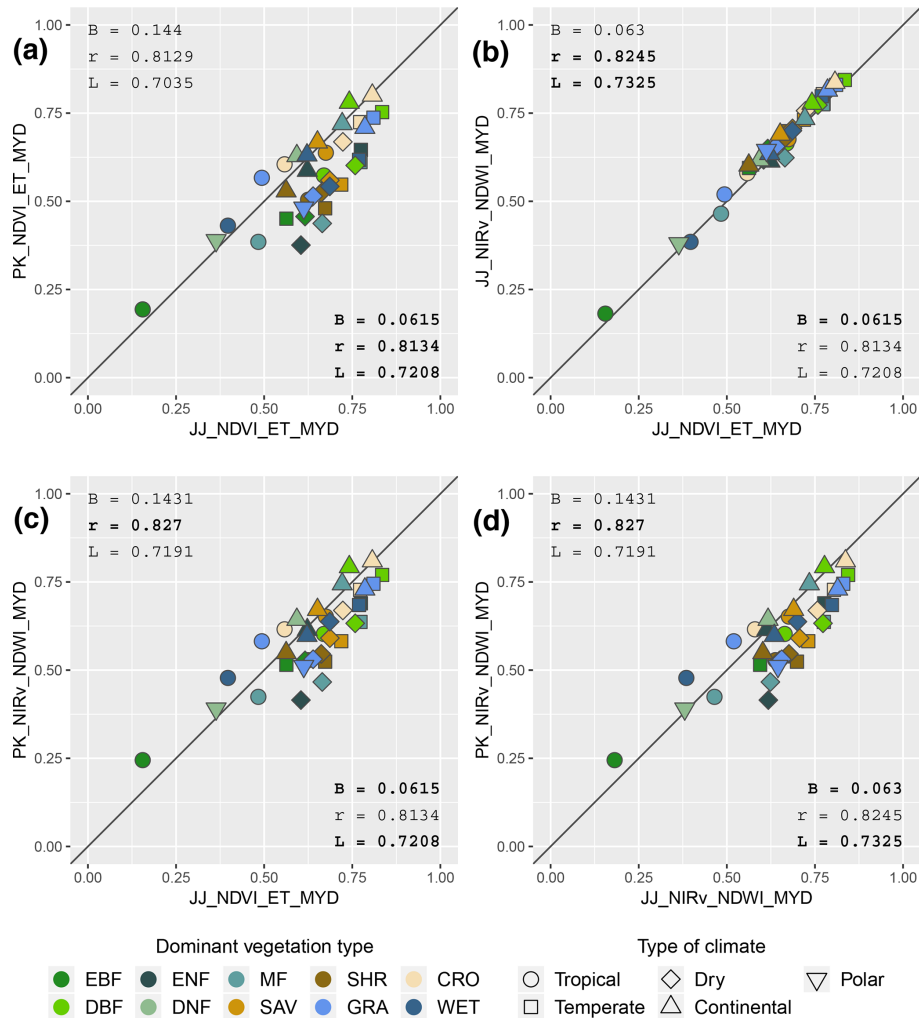 (a)
B = 0.144
r = 0.8129
L = 0.7035
B = 0.0615
r = 0.8134
L = 0.7208
1.00
0.75
0.50
0.25
0.00
PK_NDVI_ET_MYD
0.00 0.25 0.50 0.75 1.00
JJ_NDVI_ET_MYD
(b)
B = 0.063
r = 0.8245
L = 0.7325
B = 0.0615
r = 0.8134
L = 0.7208
1.00
0.75
0.50
0.25
0.00
JJ_NIRv_NDWI_MYD
0.00 0.25 0.50 0.75 1.00
JJ_NDVI_ET_MYD
(c)
B = 0.1431
r = 0.827
L = 0.7191
B = 0.0615
r = 0.8134
L = 0.7208
1.00
0.75
0.50
0.25
0.00
PK_NIRv_NDWI_MYD
0.00 0.25 0.50 0.75 1.00
JJ_NDVI_ET_MYD
(d)
B = 0.1431
r = 0.827
L = 0.7191
B = 0.063
r = 0.8245
L = 0.7325
1.00
0.75
0.50
0.25
0.00
PK_NIRv_NDWI_MYD
0.00 0.25 0.50 0.75 1.00
JJ_NIRv_NDWI_MYD
Dominant vegetation type
EBF ENF MF SHR CRO
DBF DNF SAV GRA WET
Type of climate
Tropical Dry Polar
Temperate Continental